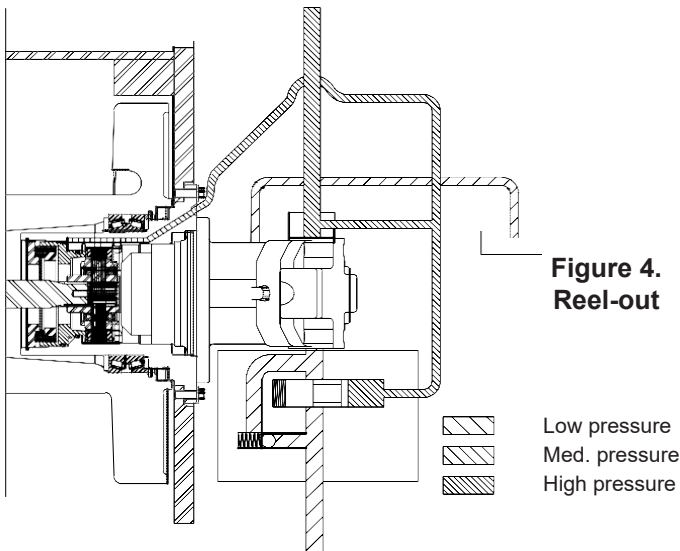 Figure 4.
Reel-out
Low pressure
Med. pressure
High pressure